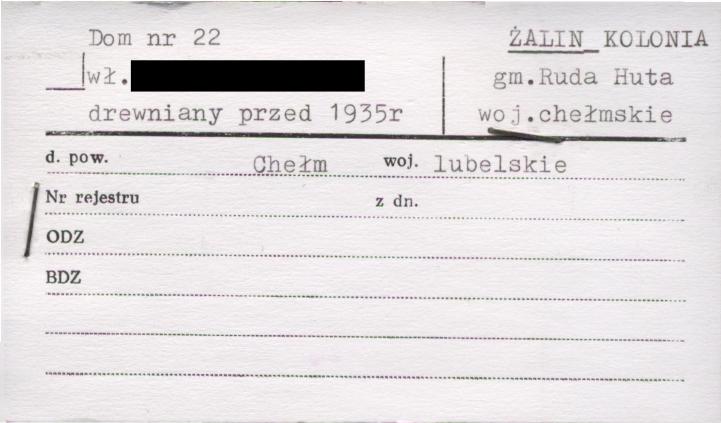 Dom nr 22
wł.
drewniany przed 1935r
ŻALIN KOLONIA
gm.Ruda Huta
woj.chełmskie
d. pow. Chełm woj. lubelskie
Nr rejestru z dn.
ODZ
BDZ